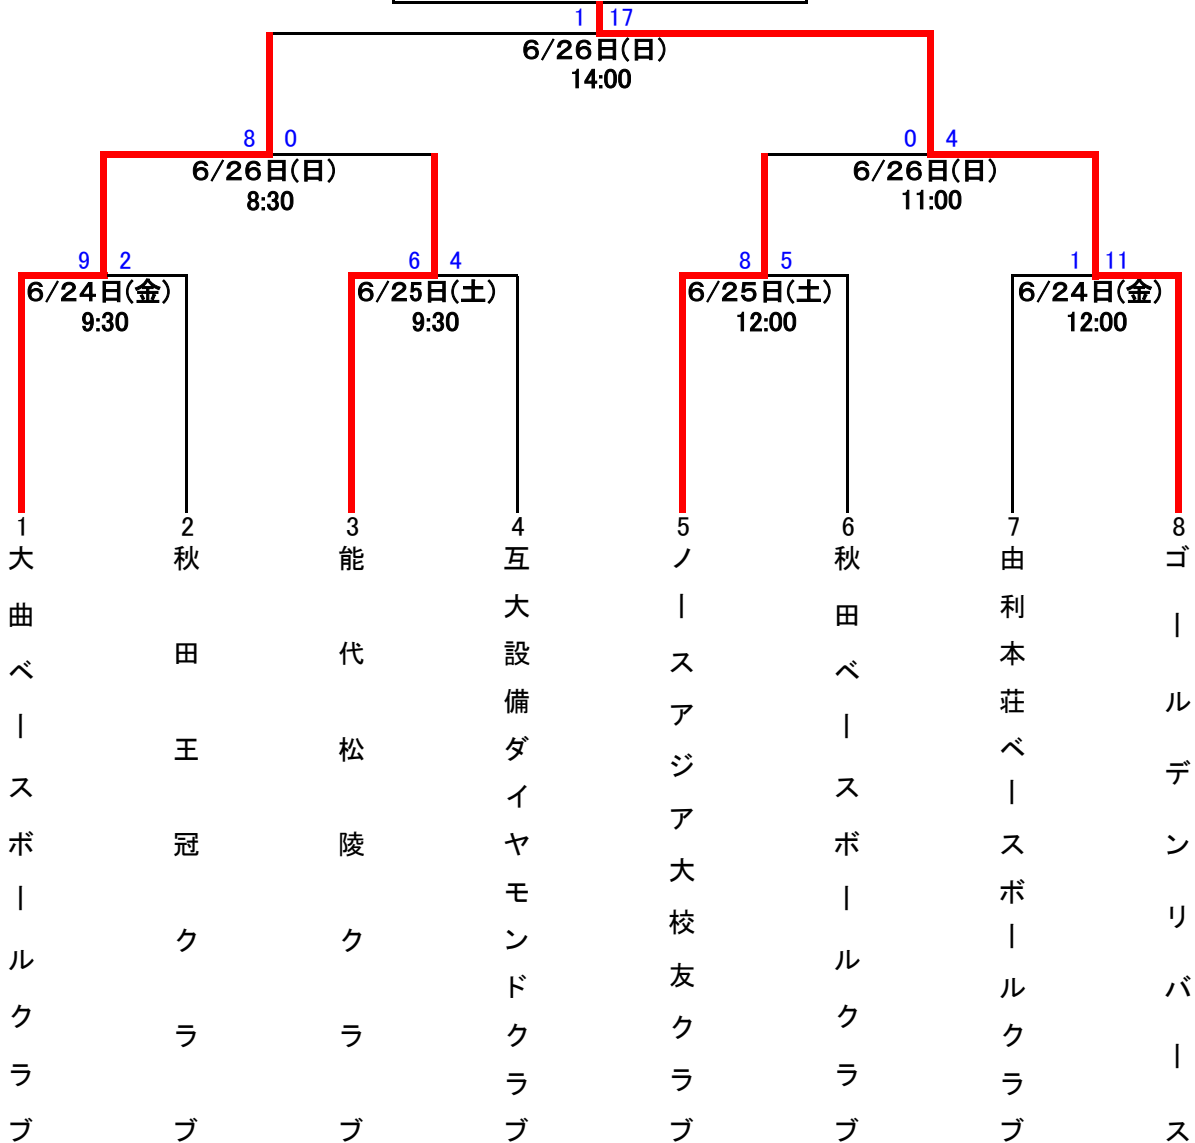 1 17
6/26日(日)
14:00
8 0
6/26日(日)
8:30
0 4
6/26日(日)
11:00
9 2
6/24日(金)
9:30
6 4
6/25日(土)
9:30
8 5
6/25日(土)
12:00
1 11
6/24日(金)
12:00
1
大曲ベースボールクラブ
2
秋田王冠クラブ
3
能代松陵クラブ
4
互大設備ダイヤモンドクラブ
5
ノースアジア大校友クラブ
6
秋田ベースボールクラブ
7
由利本荘ベースボールクラブ
8
ゴールデンリバース